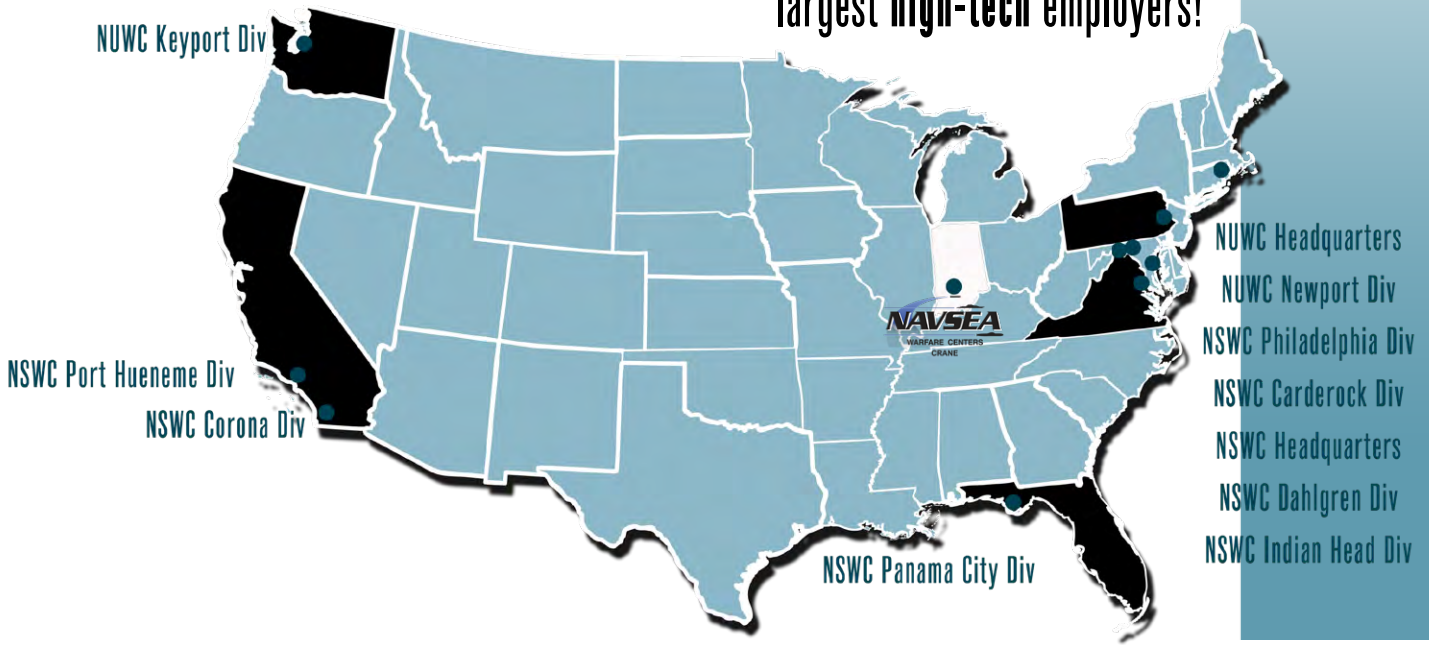 largest high-tech employers!
NUWC Keyport Div
NUWC Headquarters
NUWC Newport Div
NAVSEA
WARFARE CENTERS
CRANE
NSWC Philadelphia Div
NSWC Port Hueneme Div
NSWC Carderock Div
NSWC Corona Div
NSWC Headquarters
NSWC Dahlgren Div
NSWC Indian Head Div
NSWC Panama City Div